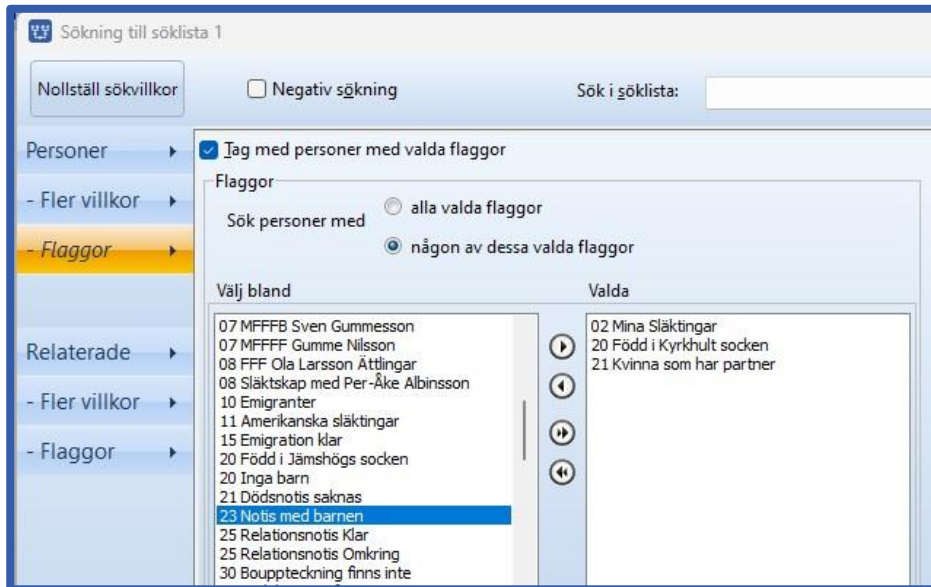 Sökning till söklista 1
Nollställ sökvillkor
Negativ sökning
Sök i söklista:
Personer
- Fler villkor
- Flaggor
Relaterade
- Fler villkor
- Flaggor
Tag med personer med valda flaggor
Flaggor
Sök personer med
alla valda flaggor
någon av dessa valda flaggor
Välj bland
07 MFFFB Sven Gummesson
07 MFFFF Gumme Nilsson
08 FFF Ola Larsson Ättlingar
08 Släktskap med Per-Åke Albinsson
10 Emigranter
11 Amerikanska släktingar
15 Emigration klar
20 Född i Jämshögs socken
20 Inga barn
21 Dödsnotis saknas
23 Notis med barnen
25 Relationsnotis Klar
25 Relationsnotis Omkring
30 Bouppteckning finns inte
Valda
02 Mina Släktingar
20 Född i Kyrkhult socken
21 Kvinna som har partner